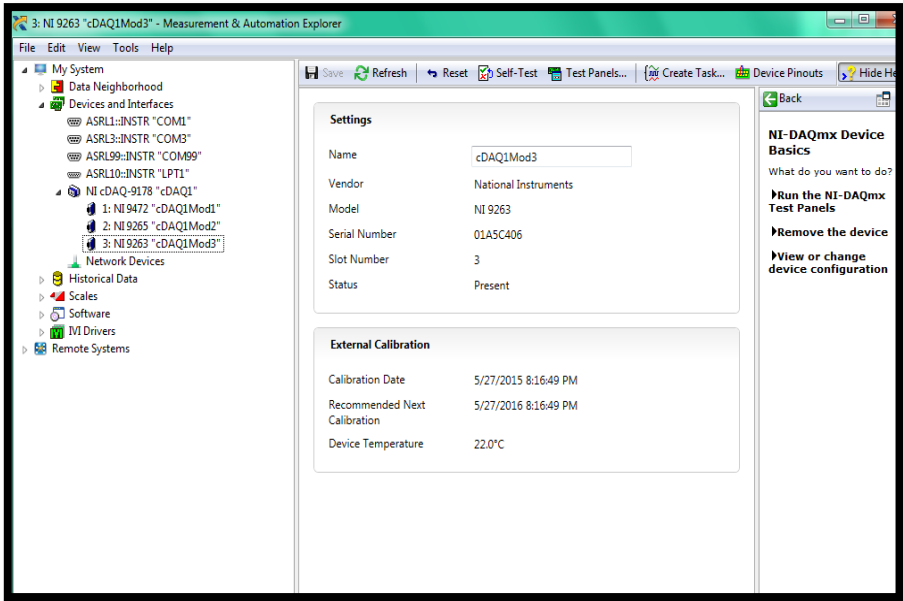 3: NI 9263 "cDAQ1Mod3" - Measurement & Automation Explorer
File Edit View Tools Help
My System
Data Neighborhood
Devices and Interfaces
ASRL1::INSTR "COM1"
ASRL3::INSTR "COM3"
ASRL99::INSTR "COM99"
ASRL10::INSTR "LPT1"
NI cDAQ-9178 "cDAQ1"
1: NI 9472 "cDAQ1Mod1"
2: NI 9265 "cDAQ1Mod2"
3: NI 9263 "cDAQ1Mod3"
Network Devices
Historical Data
Scales
Software
IVI Drivers
Remote Systems
Save Refresh Reset Self-Test Test Panels... Create Task... Device Pinouts Hide He
Settings
Name cDAQ1Mod3
Vendor National Instruments
Model NI 9263
Serial Number 01A5C406
Slot Number 3
Status Present
External Calibration
Calibration Date 5/27/2015 8:16:49 PM
Recommended Next 5/27/2016 8:16:49 PM
Calibration
Device Temperature 22.0°C
Back
NI-DAQmx Device
Basics
What do you want to do?
Run the NI-DAQmx
Test Panels
Remove the device
View or change
device configuration